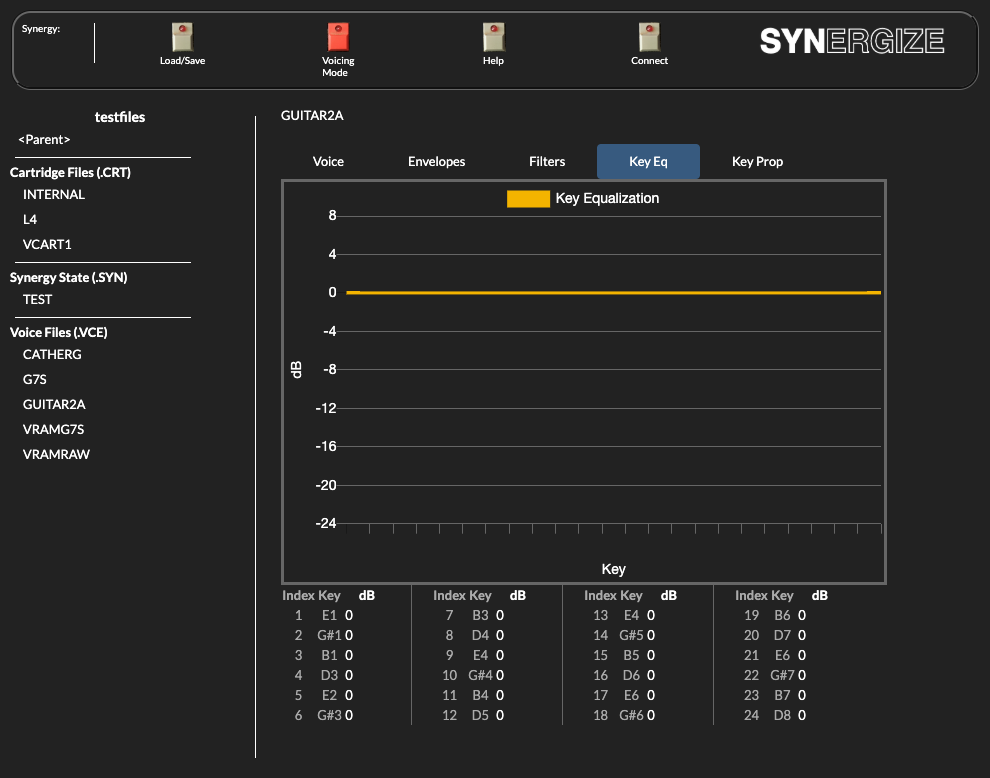 Synergy:
Load/Save
Voicing
Mode
Help
Connect
SYNERGIZE
testfiles
<Parent>
Cartridge Files (.CRT)
INTERNAL
L4
VCART1
Synergy State (.SYN)
TEST
Voice Files (.VCE)
CATHERG
G7S
GUITAR2A
VRAMG7S
VRAMRAW
GUITAR2A
Voice Envelopes Filters Key Eq Key Prop
Key Equalization
8
4
0
-4
-8
-12
-16
-20
-24
dB
Key
Index Key dB Index Key dB Index Key dB Index Key dB
1 E1 0 7 B3 0 13 E4 0 19 B6 0
2 G#1 0 8 D4 0 14 G#5 0 20 D7 0
3 B1 0 9 E4 0 15 B5 0 21 E6 0
4 D3 0 10 G#4 0 16 D6 0 22 G#7 0
5 E2 0 11 B4 0 17 E6 0 23 B7 0
6 G#3 0 12 D5 0 18 G#6 0 24 D8 0